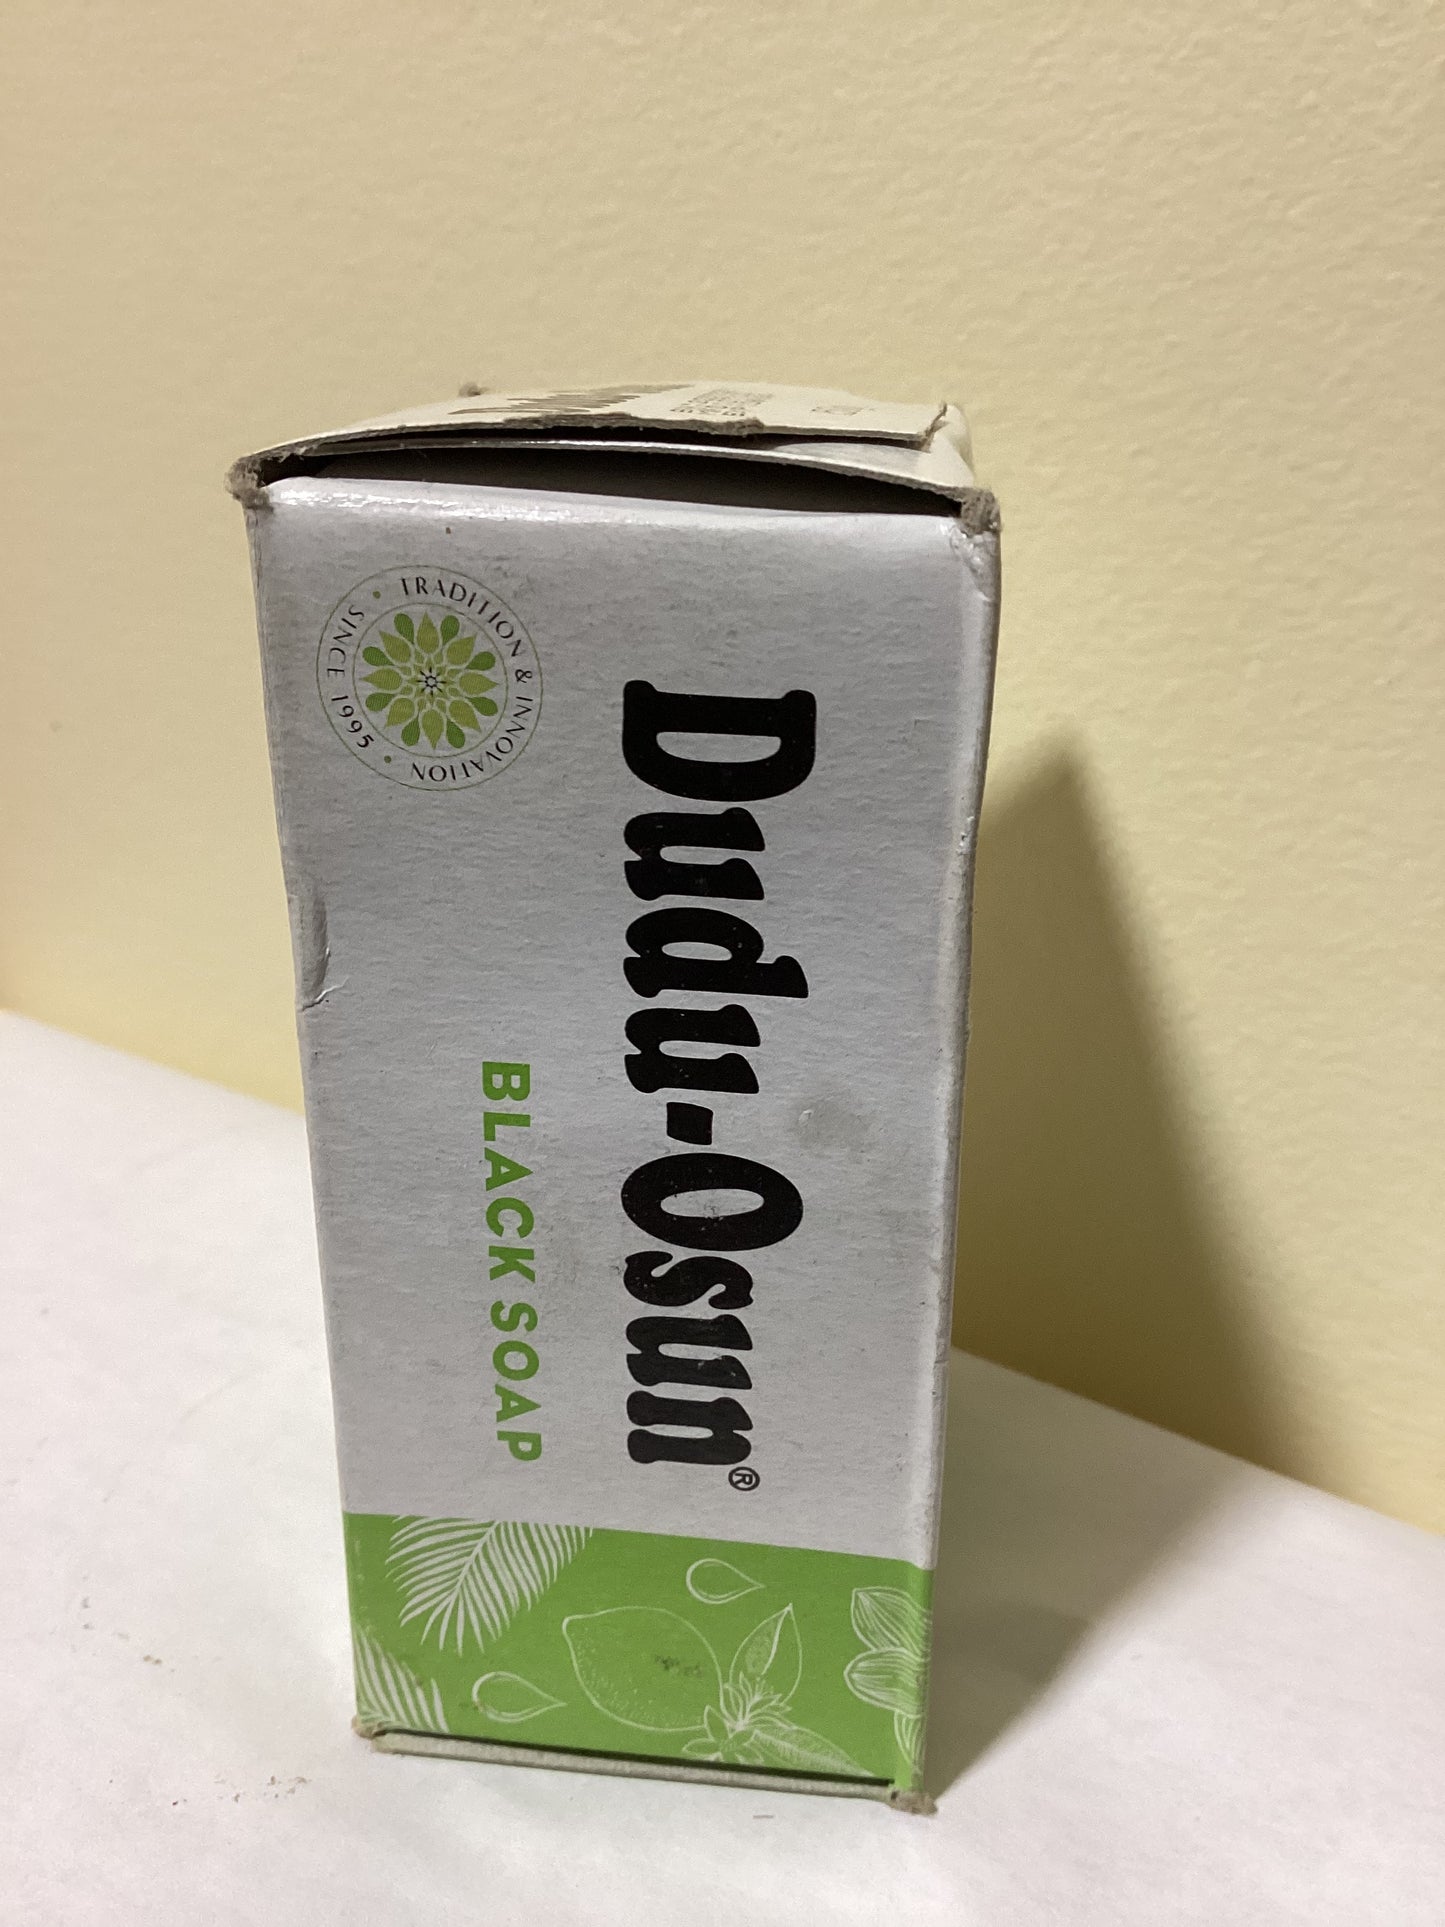 TRADITION & INNOVATION • SINCE 1995 •
Dudu-Osun®
BLACK SOAP